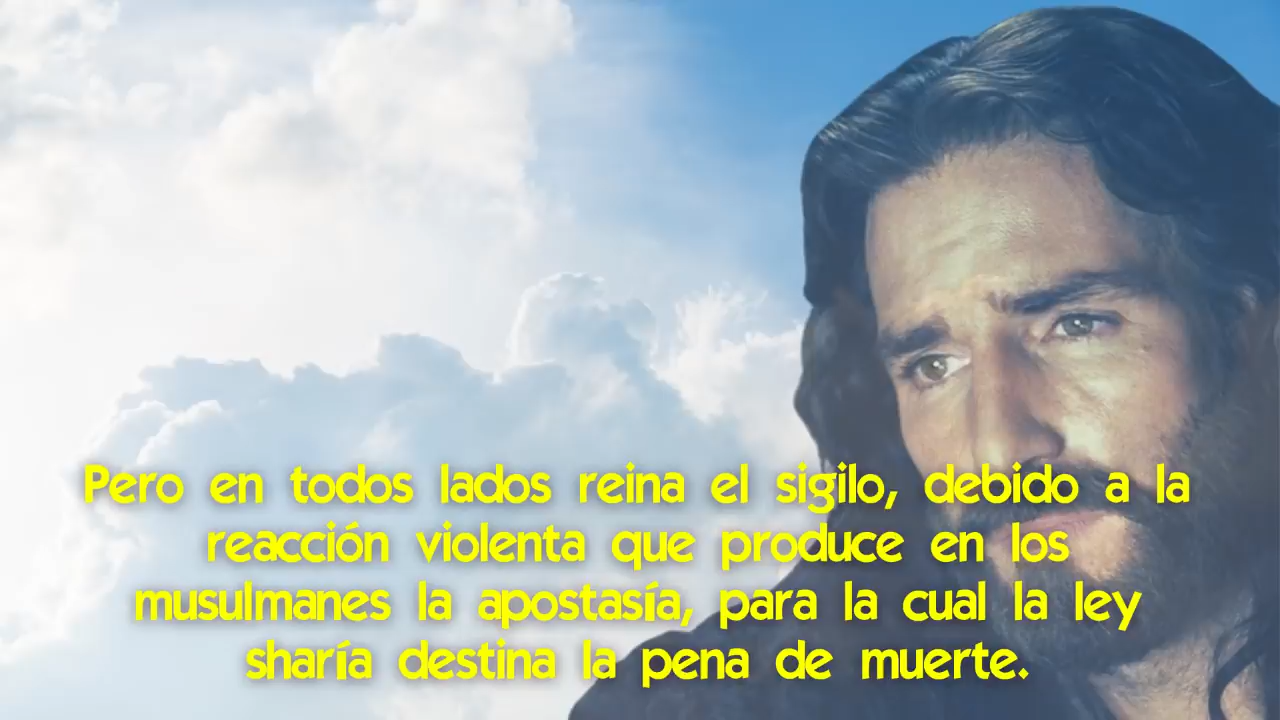 Pero en todos lados reina el sigilo, debido a la
reacción violenta que produce en los
musulmanes la apostasía, para la cual la ley
sharía destina la pena de muerte.